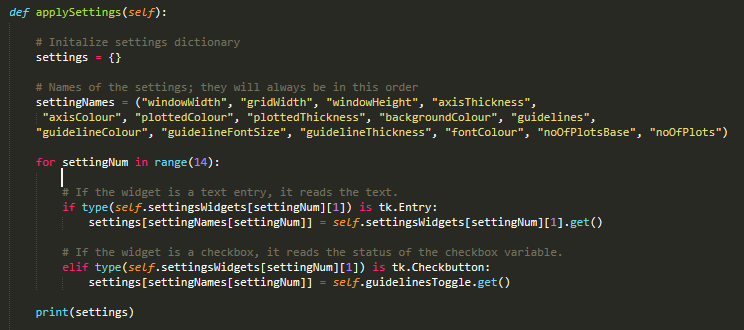 def applySettings(self):
# Initalize settings dictionary
settings = {}
# Names of the settings; they will always be in this order
settingNames = ("windowWidth", "gridWidth", "windowHeight", "axisThickness",
"axisColour", "plottedColour", "plottedThickness", "backgroundColour", "guidelines",
"guidelineColour", "guidelineFontSize", "guidelineThickness", "fontColour", "noOfPlotsBase", "noOfPlots")
for settingNum in range(14):
# If the widget is a text entry, it reads the text.
if type(self.settingsWidgets[settingNum][1]) is tk.Entry:
settings[settingNames[settingNum]] = self.settingsWidgets[settingNum][1].get()
# If the widget is a checkbox, it reads the status of the checkbox variable.
elif type(self.settingsWidgets[settingNum][1]) is tk.Checkbutton:
settings[settingNames[settingNum]] = self.guidelinesToggle.get()
print(settings)